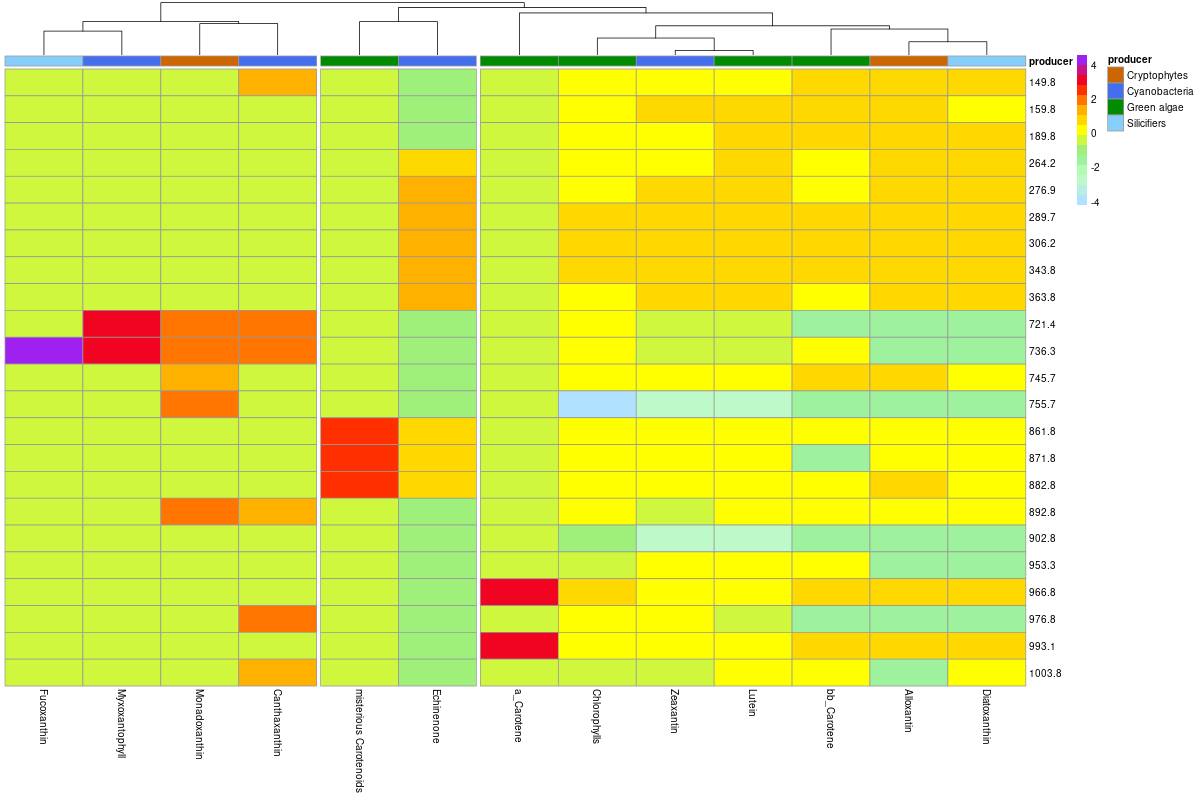 producer
4
2
0
-2
-4
producer
Cryptophytes
Cyanobacteria
Green algae
Silicifiers
149.8
159.8
189.8
264.2
276.9
289.7
306.2
343.8
363.8
721.4
736.3
745.7
755.7
861.8
871.8
882.8
892.8
902.8
953.3
966.8
976.8
993.1
1003.8
Fucoxanthin
Myxoxantophyll
Monadoxanthin
Canthaxanthin
misterious Carotenoids
Echinenone
a_Carotene
Chlorophylls
Zeaxantin
Lutein
bb_Carotene
Alloxantin
Diatoxanthin